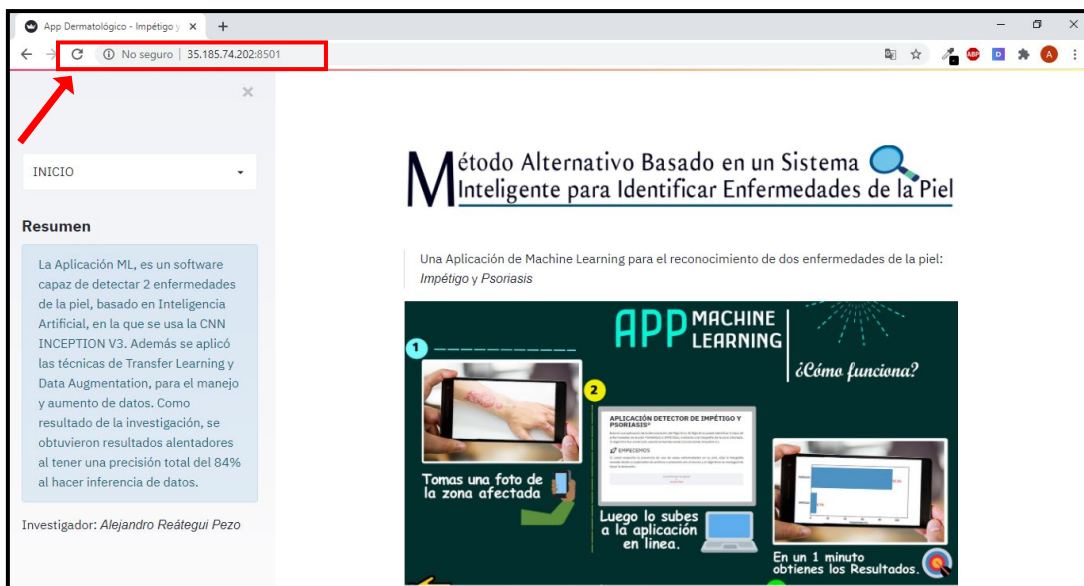 App Dermatológico - Impétigo y
No seguro | 35.185.74.202:8501
ABP
D
A
INICIO
Resumen
La Aplicación ML, es un software
capaz de detectar 2 enfermedades
de la piel, basado en Inteligencia
Artificial, en la que se usa la CNN
INCEPTION V3. Además se aplicó
las técnicas de Transfer Learning y
Data Augmentation, para el manejo
y aumento de datos. Como
resultado de la investigación, se
obtuvieron resultados alentadores
al tener una precisión total del 84%
al hacer inferencia de datos.
Investigador: Alejandro Reátegui Pezo
Método Alternativo Basado en un Sistema
Inteligente para Identificar Enfermedades de la Piel
Una Aplicación de Machine Learning para el reconocimiento de dos enfermedades de la piel:
Impétigo y Psoriasis
APP MACHINE
LEARNING
¿Cómo funciona?
1
Tomas una foto de
la zona afectada
2
APLICACIÓN DETECTOR DE IMPÉTIGO Y
PSORIASIS*
EMPECEMOS
Luego lo subes
a la aplicación
en linea.
En un 1 minuto
obtienes los Resultados.